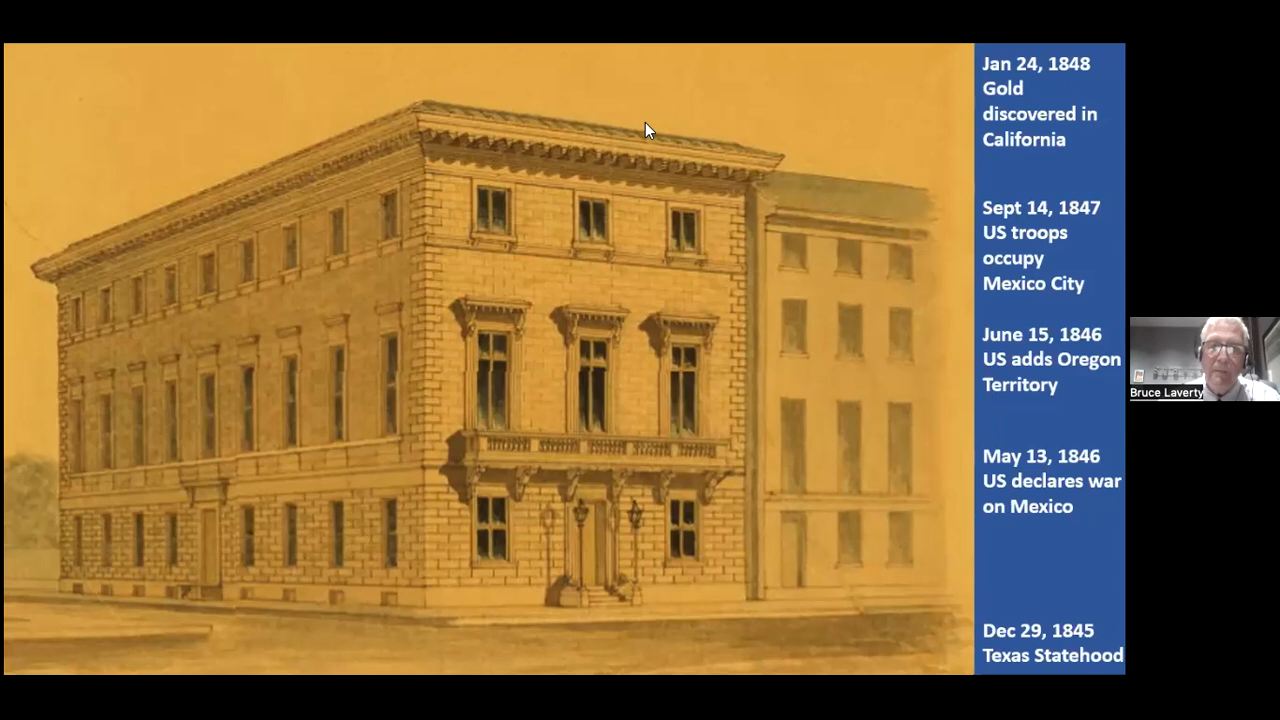 Jan 24, 1848
Gold
discovered in
California
Sept 14, 1847
US troops
occupy
Mexico City
June 15, 1846
US adds Oregon
Territory
May 13, 1846
US declares war
on Mexico
Dec 29, 1845
Texas Statehood
Bruce Laverty